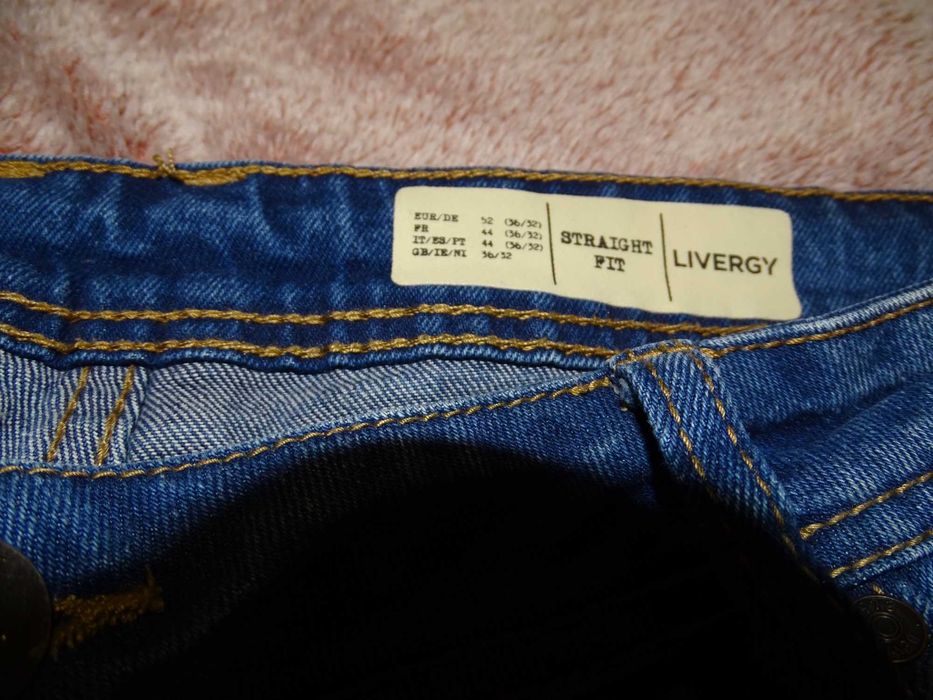 EUR/DE 52 (36/32)
FR 44 (36/32)
IT/ES/PT 44 (36/32)
GB/IE/NI 36/32
STRAIGHT
FIT
LIVERGY